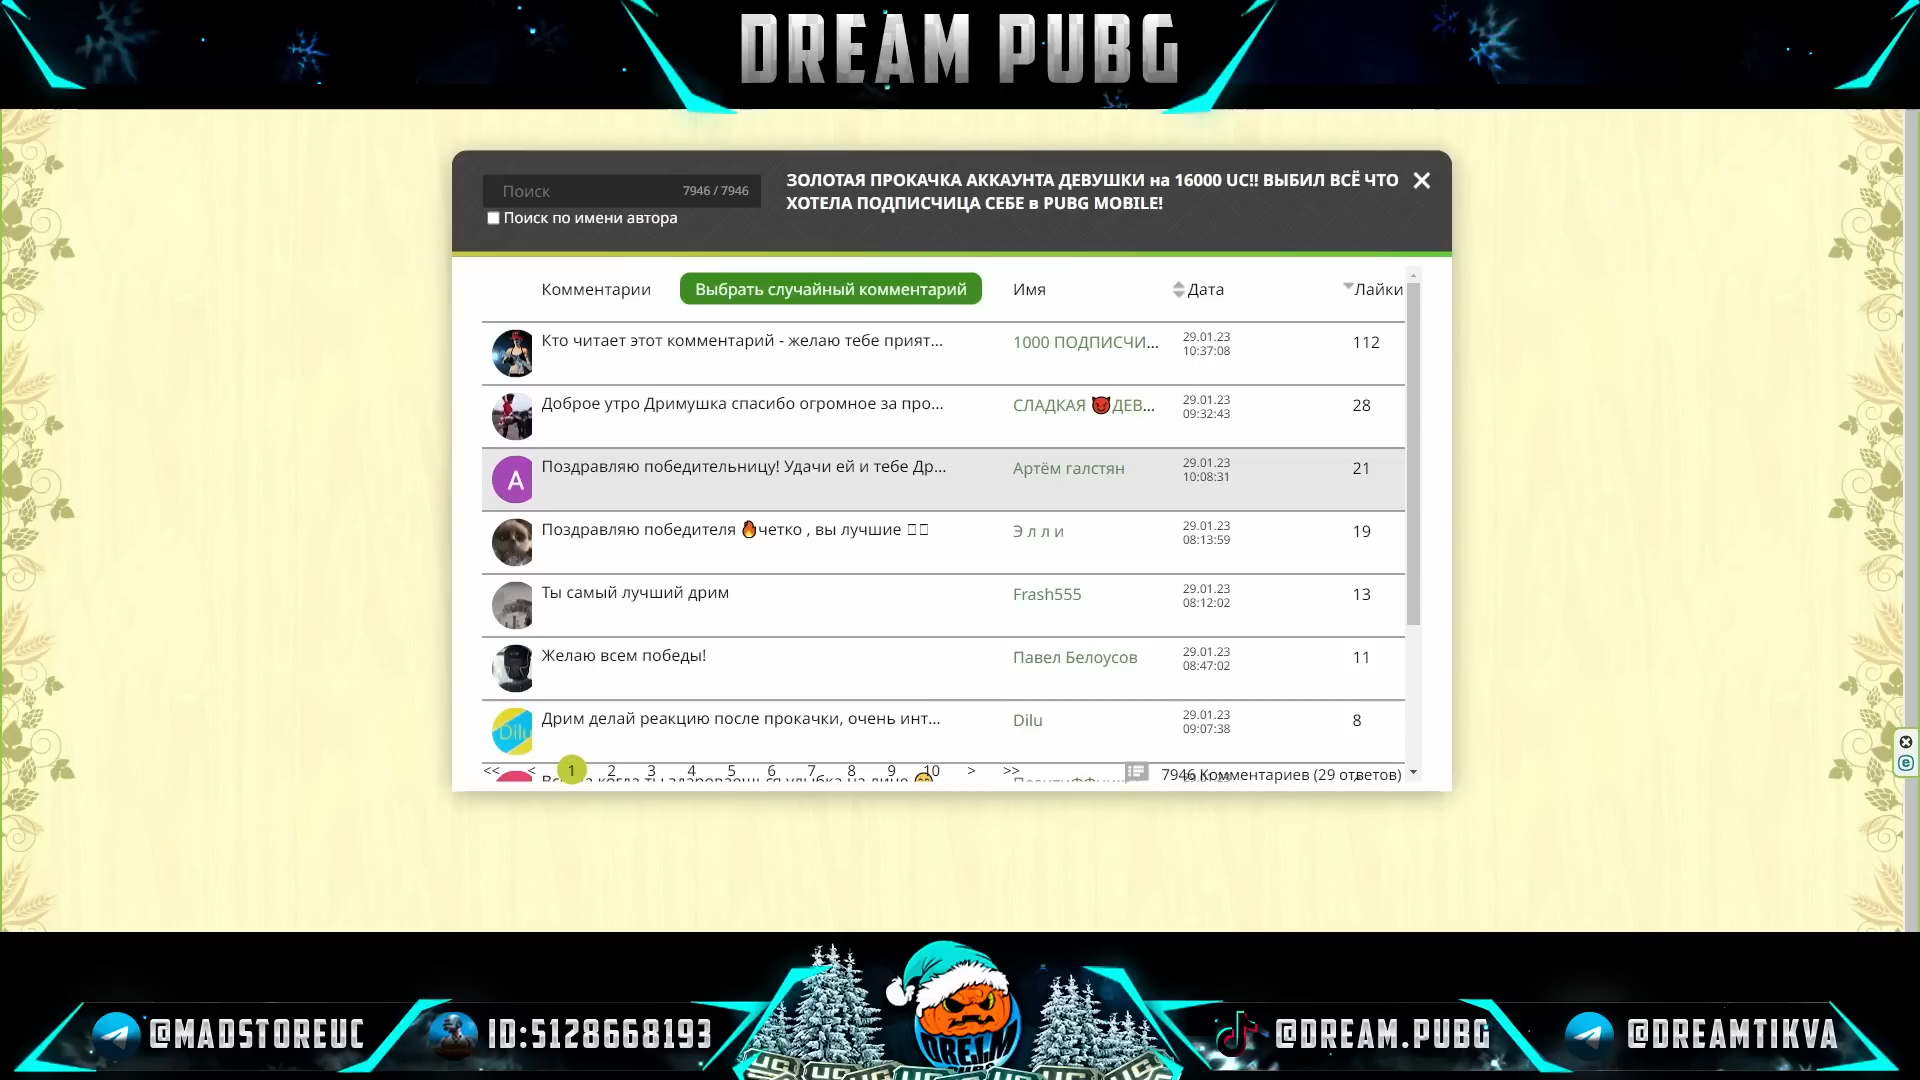 DREAM PUBG
Поиск 7946 / 7946
Поиск по имени автора
ЗОЛОТАЯ ПРОКАЧКА АККАУНТА ДЕВУШКИ на 16000 UC!! ВЫБИЛ ВСЁ ЧТО
ХОТЕЛА ПОДПИСЧИЦА СЕБЕ в PUBG MOBILE!
Комментарии Выбрать случайный комментарий Имя Дата Лайки
Кто читает этот комментарий - желаю тебе прият... 1000 ПОДПИСЧИ... 29.01.23 112
10:37:08
Доброе утро Дримушка спасибо огромное за про... СЛАДКАЯ 😈ДЕВ... 29.01.23 28
09:32:43
A Поздравляю победительницу! Удачи ей и тебе Др... Артём галстян 29.01.23 21
10:08:31
Поздравляю победителя 🔥четко , вы лучшие Э л л и 29.01.23 19
08:13:59
Ты самый лучший дрим Frash555 29.01.23 13
08:12:02
Желаю всем победы! Павел Белоусов 29.01.23 11
08:47:02
Dilu Дрим делай реакцию после прокачки, очень инт... Dilu 29.01.23 8
09:07:38
<< < 1 2 3 4 5 6 7 8 9 10 > >> 7946 Комментариев (29 ответов)
@MADSTOREUC ID:5128668193 DREAM @DREAM.PUBG @DREAMTIKVA